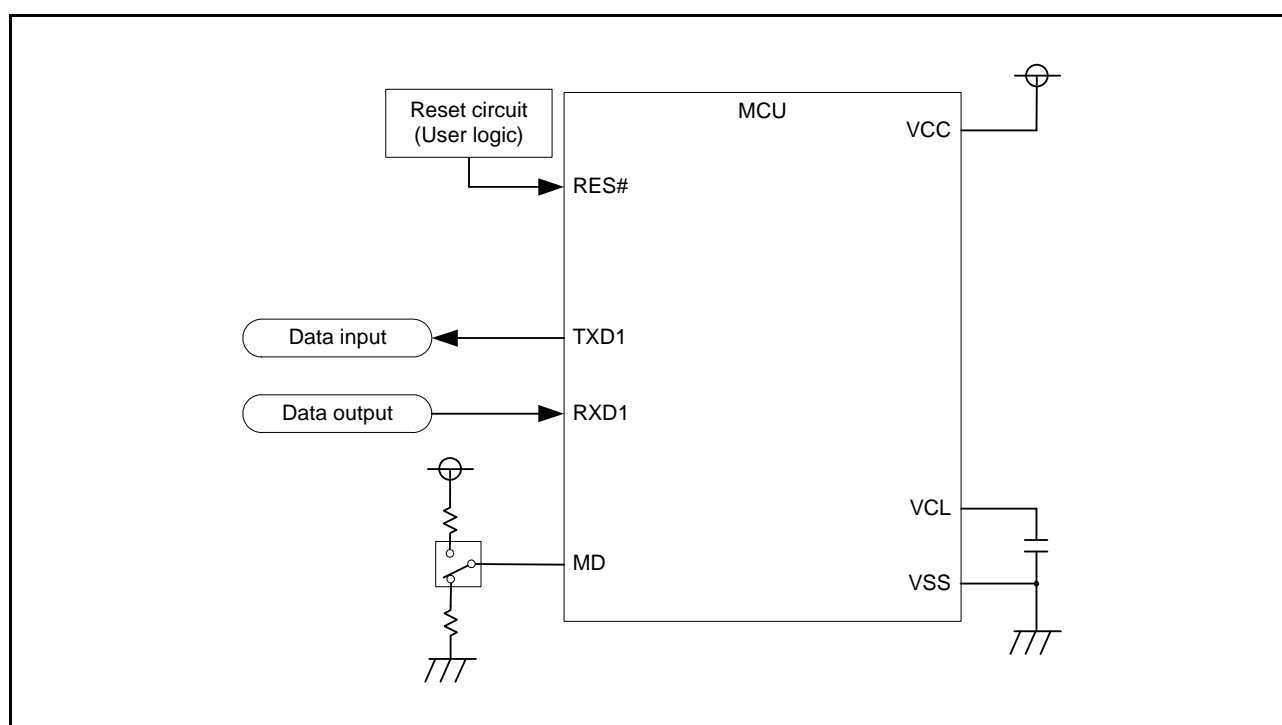 Reset circuit
(User logic)
MCU
VCC
RES#
Data input
TXD1
Data output
RXD1
VCL
MD
VSS